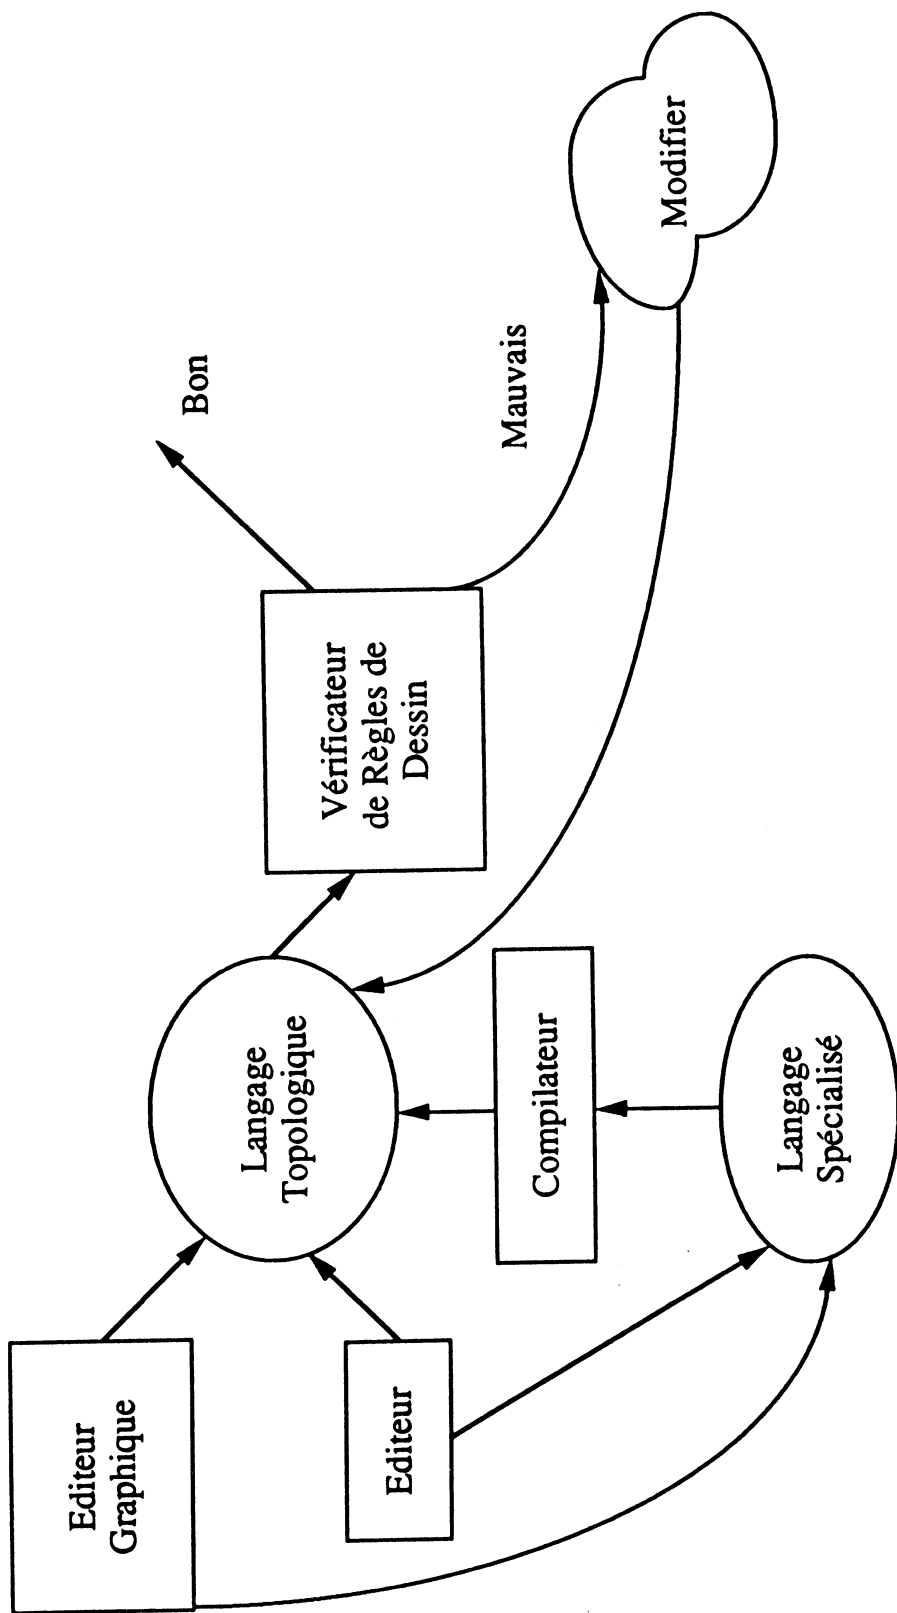 Editeur
Graphique
Editeur
Langage
Topologique
Compilateur
Langage
Spécialisé
Vérificateur
de Règles de
Dessin
Bon
Mauvais
Modifier